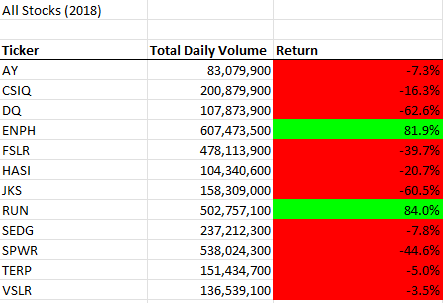 All Stocks (2018)
Ticker Total Daily Volume Return
AY 83,079,900 -7.3%
CSIQ 200,879,900 -16.3%
DQ 107,873,900 -62.6%
ENPH 607,473,500 81.9%
FSLR 478,113,900 -39.7%
HASI 104,340,600 -20.7%
JKS 158,309,000 -60.5%
RUN 502,757,100 84.0%
SEDG 237,212,300 -7.8%
SPWR 538,024,300 -44.6%
TERP 151,434,700 -5.0%
VSLR 136,539,100 -3.5%